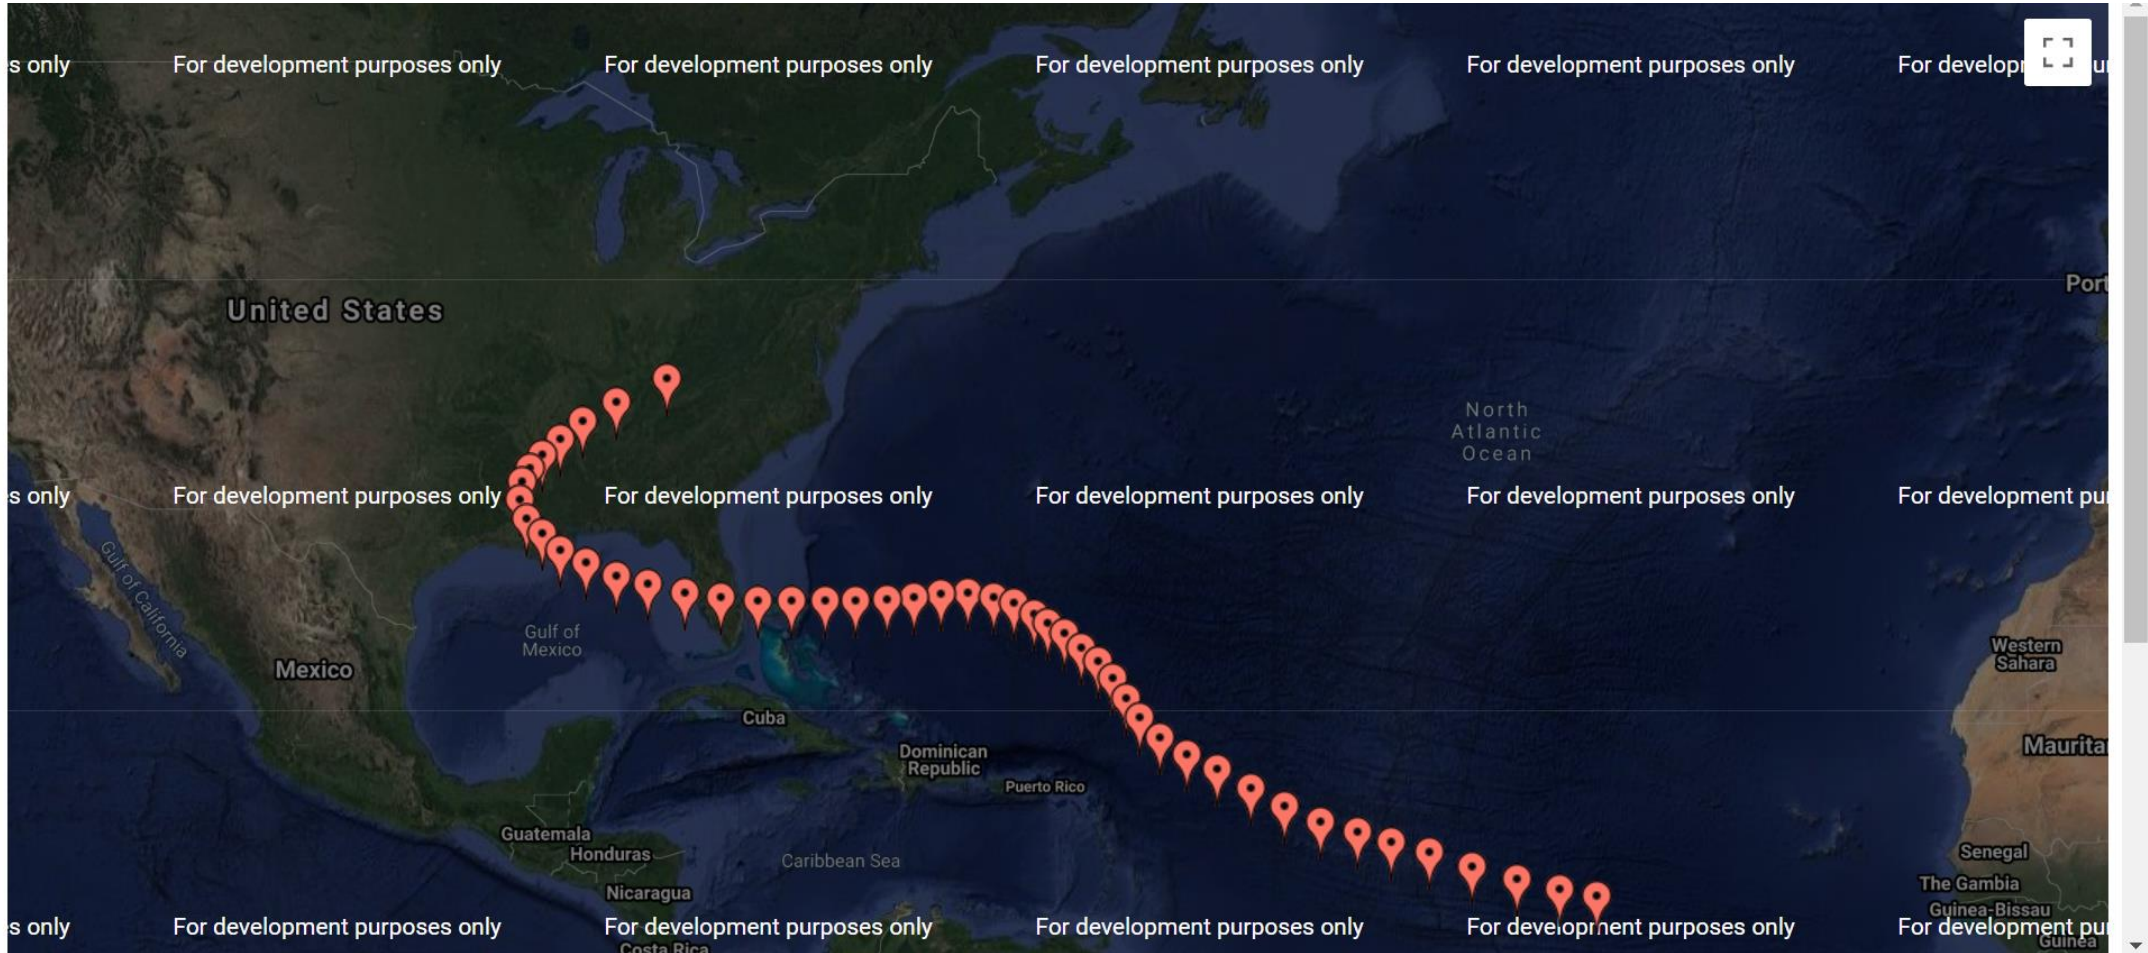 s only
For development purposes only
For development purposes only
For development purposes only
For development purposes only
For develop
ur
Port
United States
North
Atlantic
Ocean
s only
For development purposes only
For development purposes only
For development purposes only
For development purposes only
For development pur
Gulf of California
Gulf of
Mexico
Western
Sahara
Mexico
Cuba
Dominican
Republic
Maurita
Puerto Rico
Guatemala
Honduras
Caribbean Sea
Senegal
Nicaragua
The Gambia
Guinea-Bissau
s only
For development purposes only
For development purposes only
For development purposes only
For development purposes only
For development pur
Guinea
Costa Rica